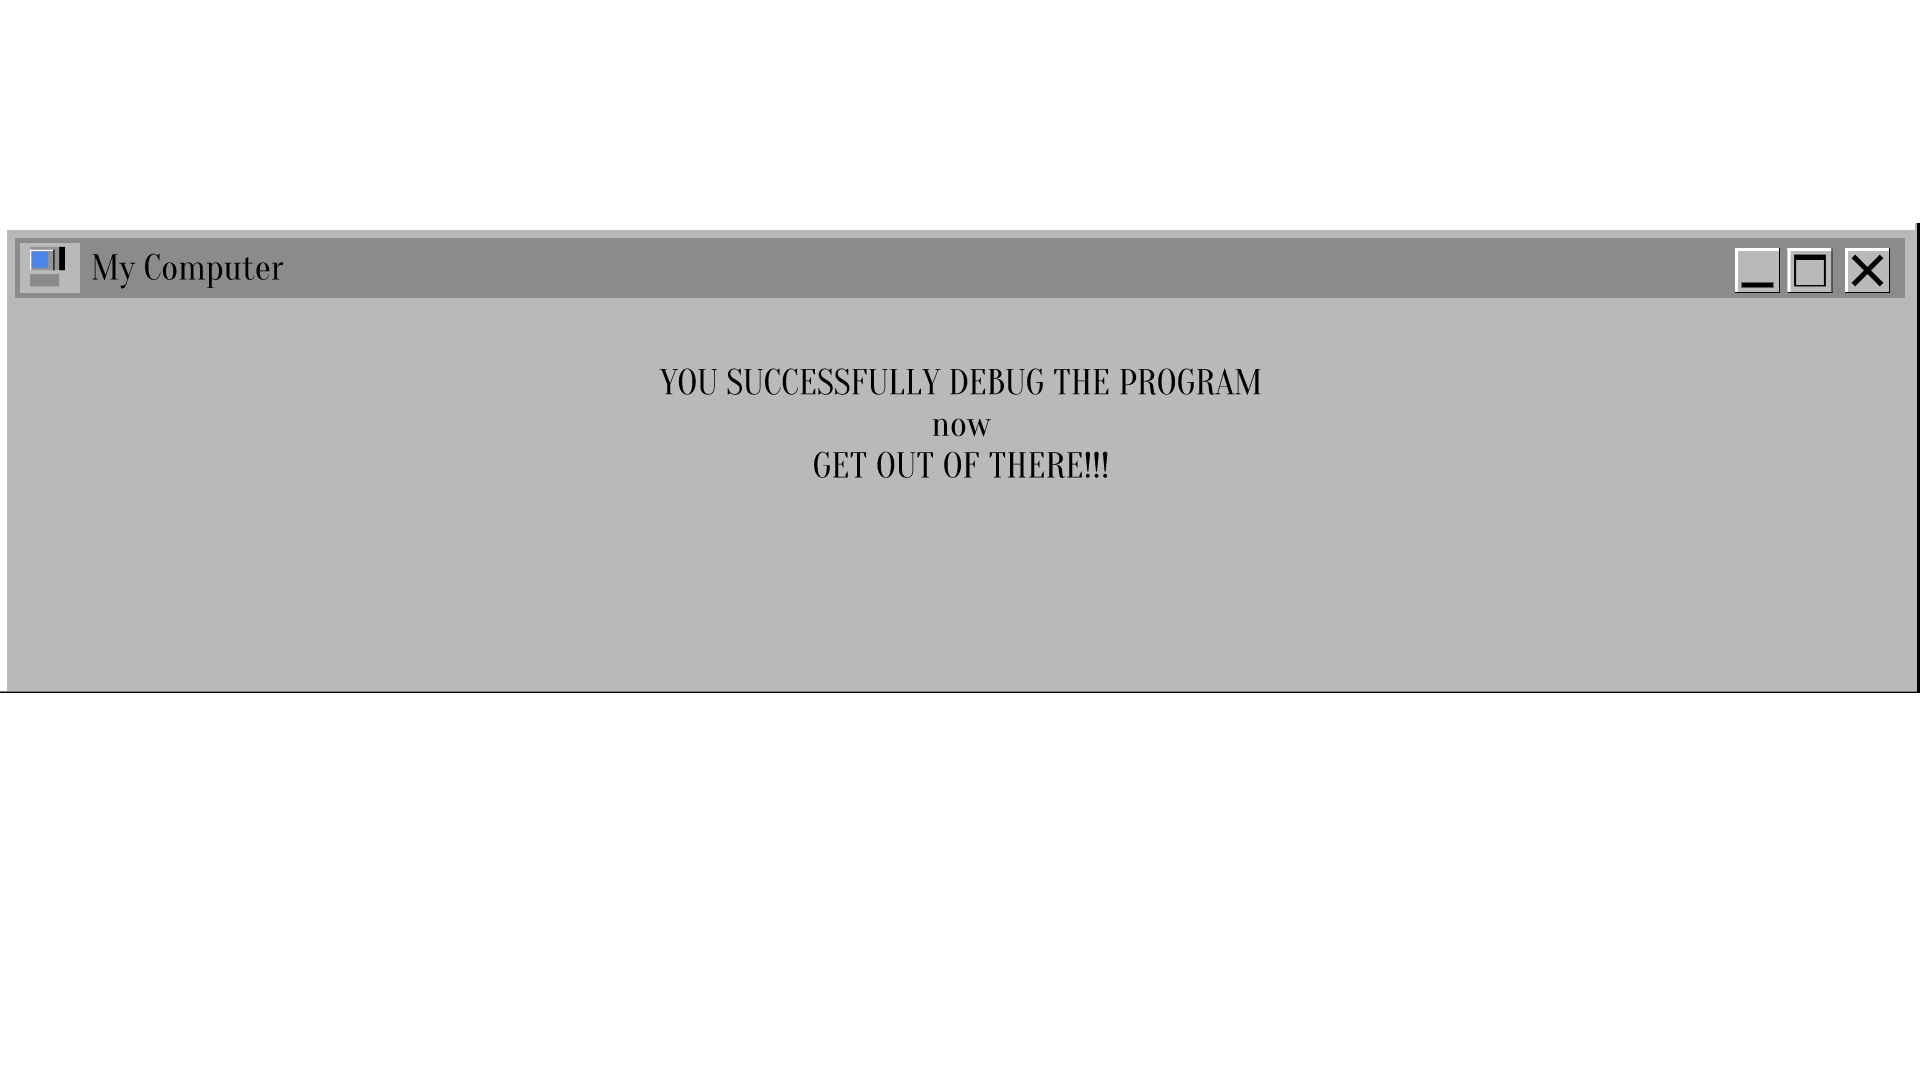 My Computer
YOU SUCCESSFULLY DEBUG THE PROGRAM
now
GET OUT OF THERE!!!